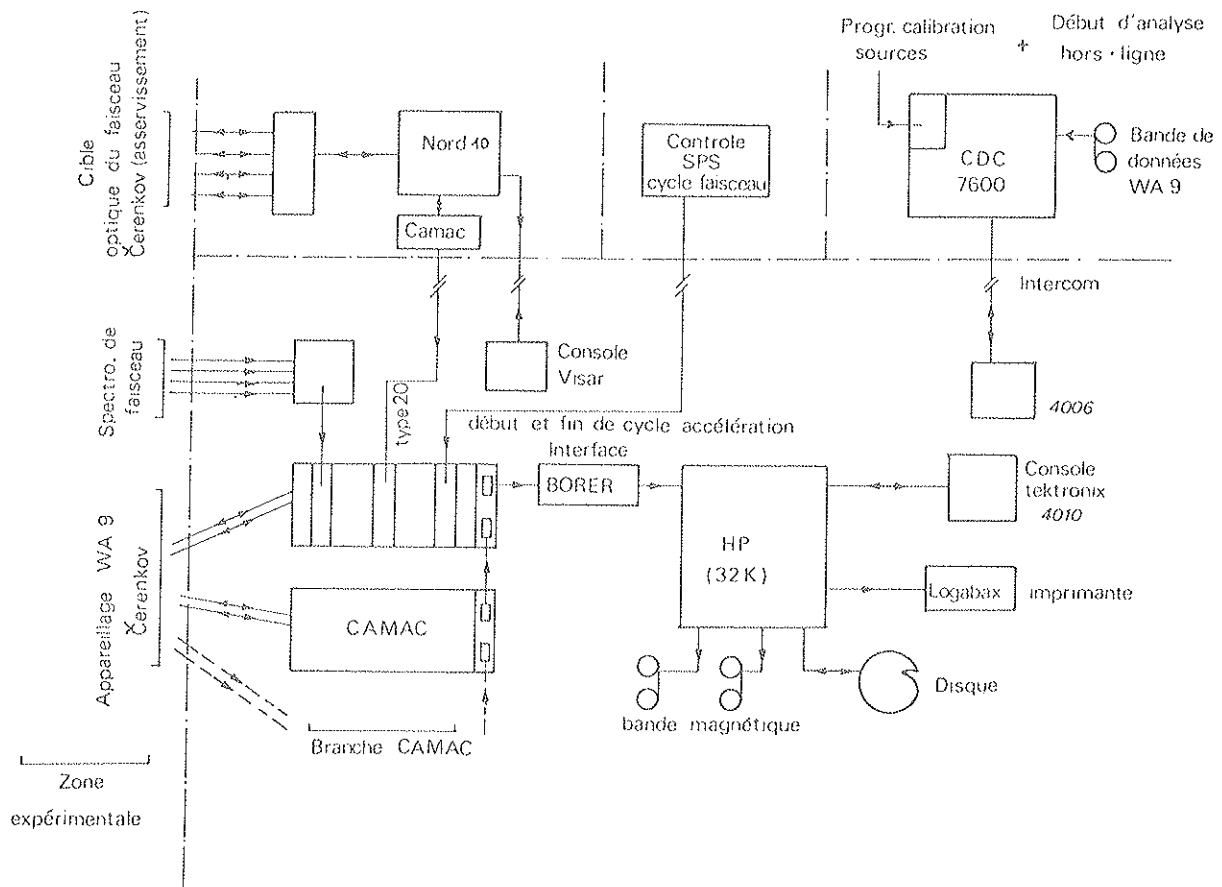 Progr. calibration
sources
+
Début d'analyse
hors-ligne
Cible
optique du faisceau
Čerenkov (asservissement)
Nord 10
Camac
Controle
SPS
cycle faisceau
CDC
7600
Bande de
données
WA 9
Intercom
Spectro. de
faisceau
type 20
Console
Visar
4006
début et fin de cycle accélération
Interface
BORER
HP
(32K)
Console
tektronix
4010
Logabax
imprimante
Appareillage WA 9
Čerenkov
CAMAC
bande magnétique
Disque
Branche CAMAC
Zone
expérimentale